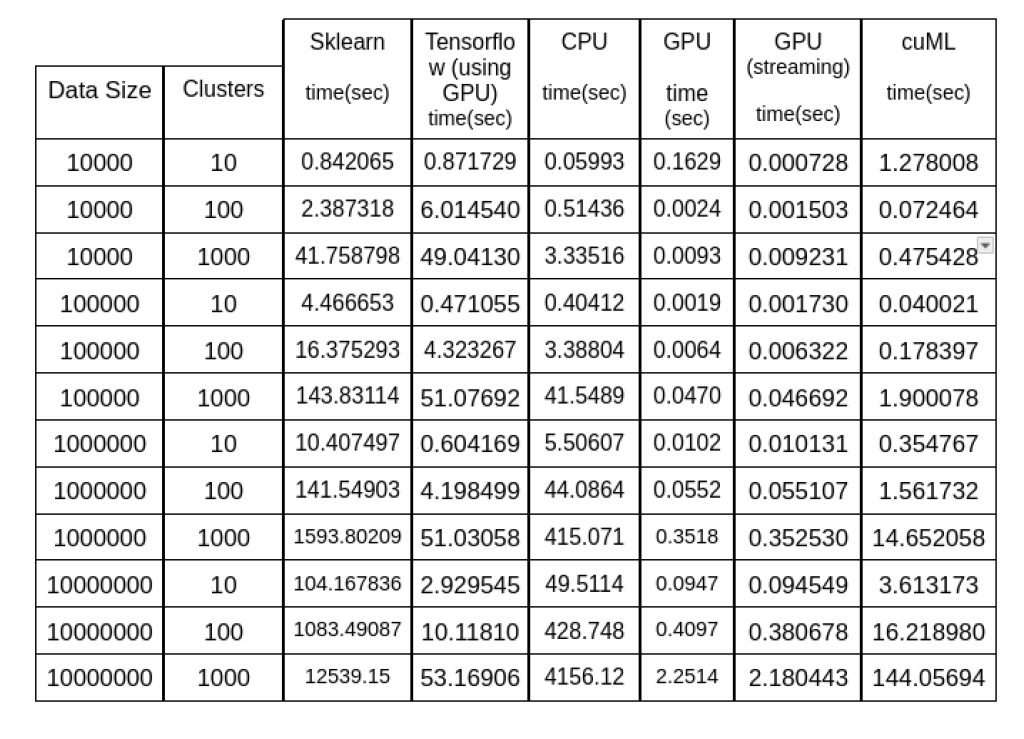 Data Size Clusters Sklearn time(sec) Tensorflo w (using GPU) time(sec) CPU time(sec) GPU time (sec) GPU (streaming) time(sec) cuML time(sec)
10000 10 0.842065 0.871729 0.05993 0.1629 0.000728 1.278008
10000 100 2.387318 6.014540 0.51436 0.0024 0.001503 0.072464
10000 1000 41.758798 49.04130 3.33516 0.0093 0.009231 0.475428
100000 10 4.466653 0.471055 0.40412 0.0019 0.001730 0.040021
100000 100 16.375293 4.323267 3.38804 0.0064 0.006322 0.178397
100000 1000 143.83114 51.07692 41.5489 0.0470 0.046692 1.900078
1000000 10 10.407497 0.604169 5.50607 0.0102 0.010131 0.354767
1000000 100 141.54903 4.198499 44.0864 0.0552 0.055107 1.561732
1000000 1000 1593.80209 51.03058 415.071 0.3518 0.352530 14.652058
10000000 10 104.167836 2.929545 49.5114 0.0947 0.094549 3.613173
10000000 100 1083.49087 10.11810 428.748 0.4097 0.380678 16.218980
10000000 1000 12539.15 53.16906 4156.12 2.2514 2.180443 144.05694